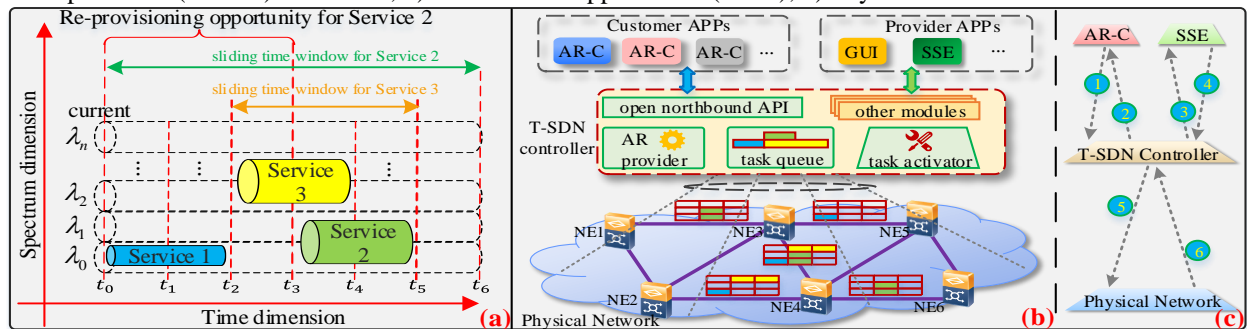 Re-provisioning opportunity for Service 2
sliding time window for Service 2
sliding time window for Service 3
current
Spectrum dimension
λn
λ2
λ1
λ0
Service 3
Service 2
Service 1
t0 t1 t2 t3 t4 t5 t6
Time dimension
(a)
Customer APPs
AR-C AR-C AR-C ...
Provider APPs
GUI SSE ...
T-SDN controller
open northbound API
other modules
AR provider
task queue
task activator
NE1
NE3
NE5
NE2
NE4
NE6
Physical Network
(b)
AR-C
SSE
1
2
3
4
T-SDN Controller
5
6
Physical Network
(c)